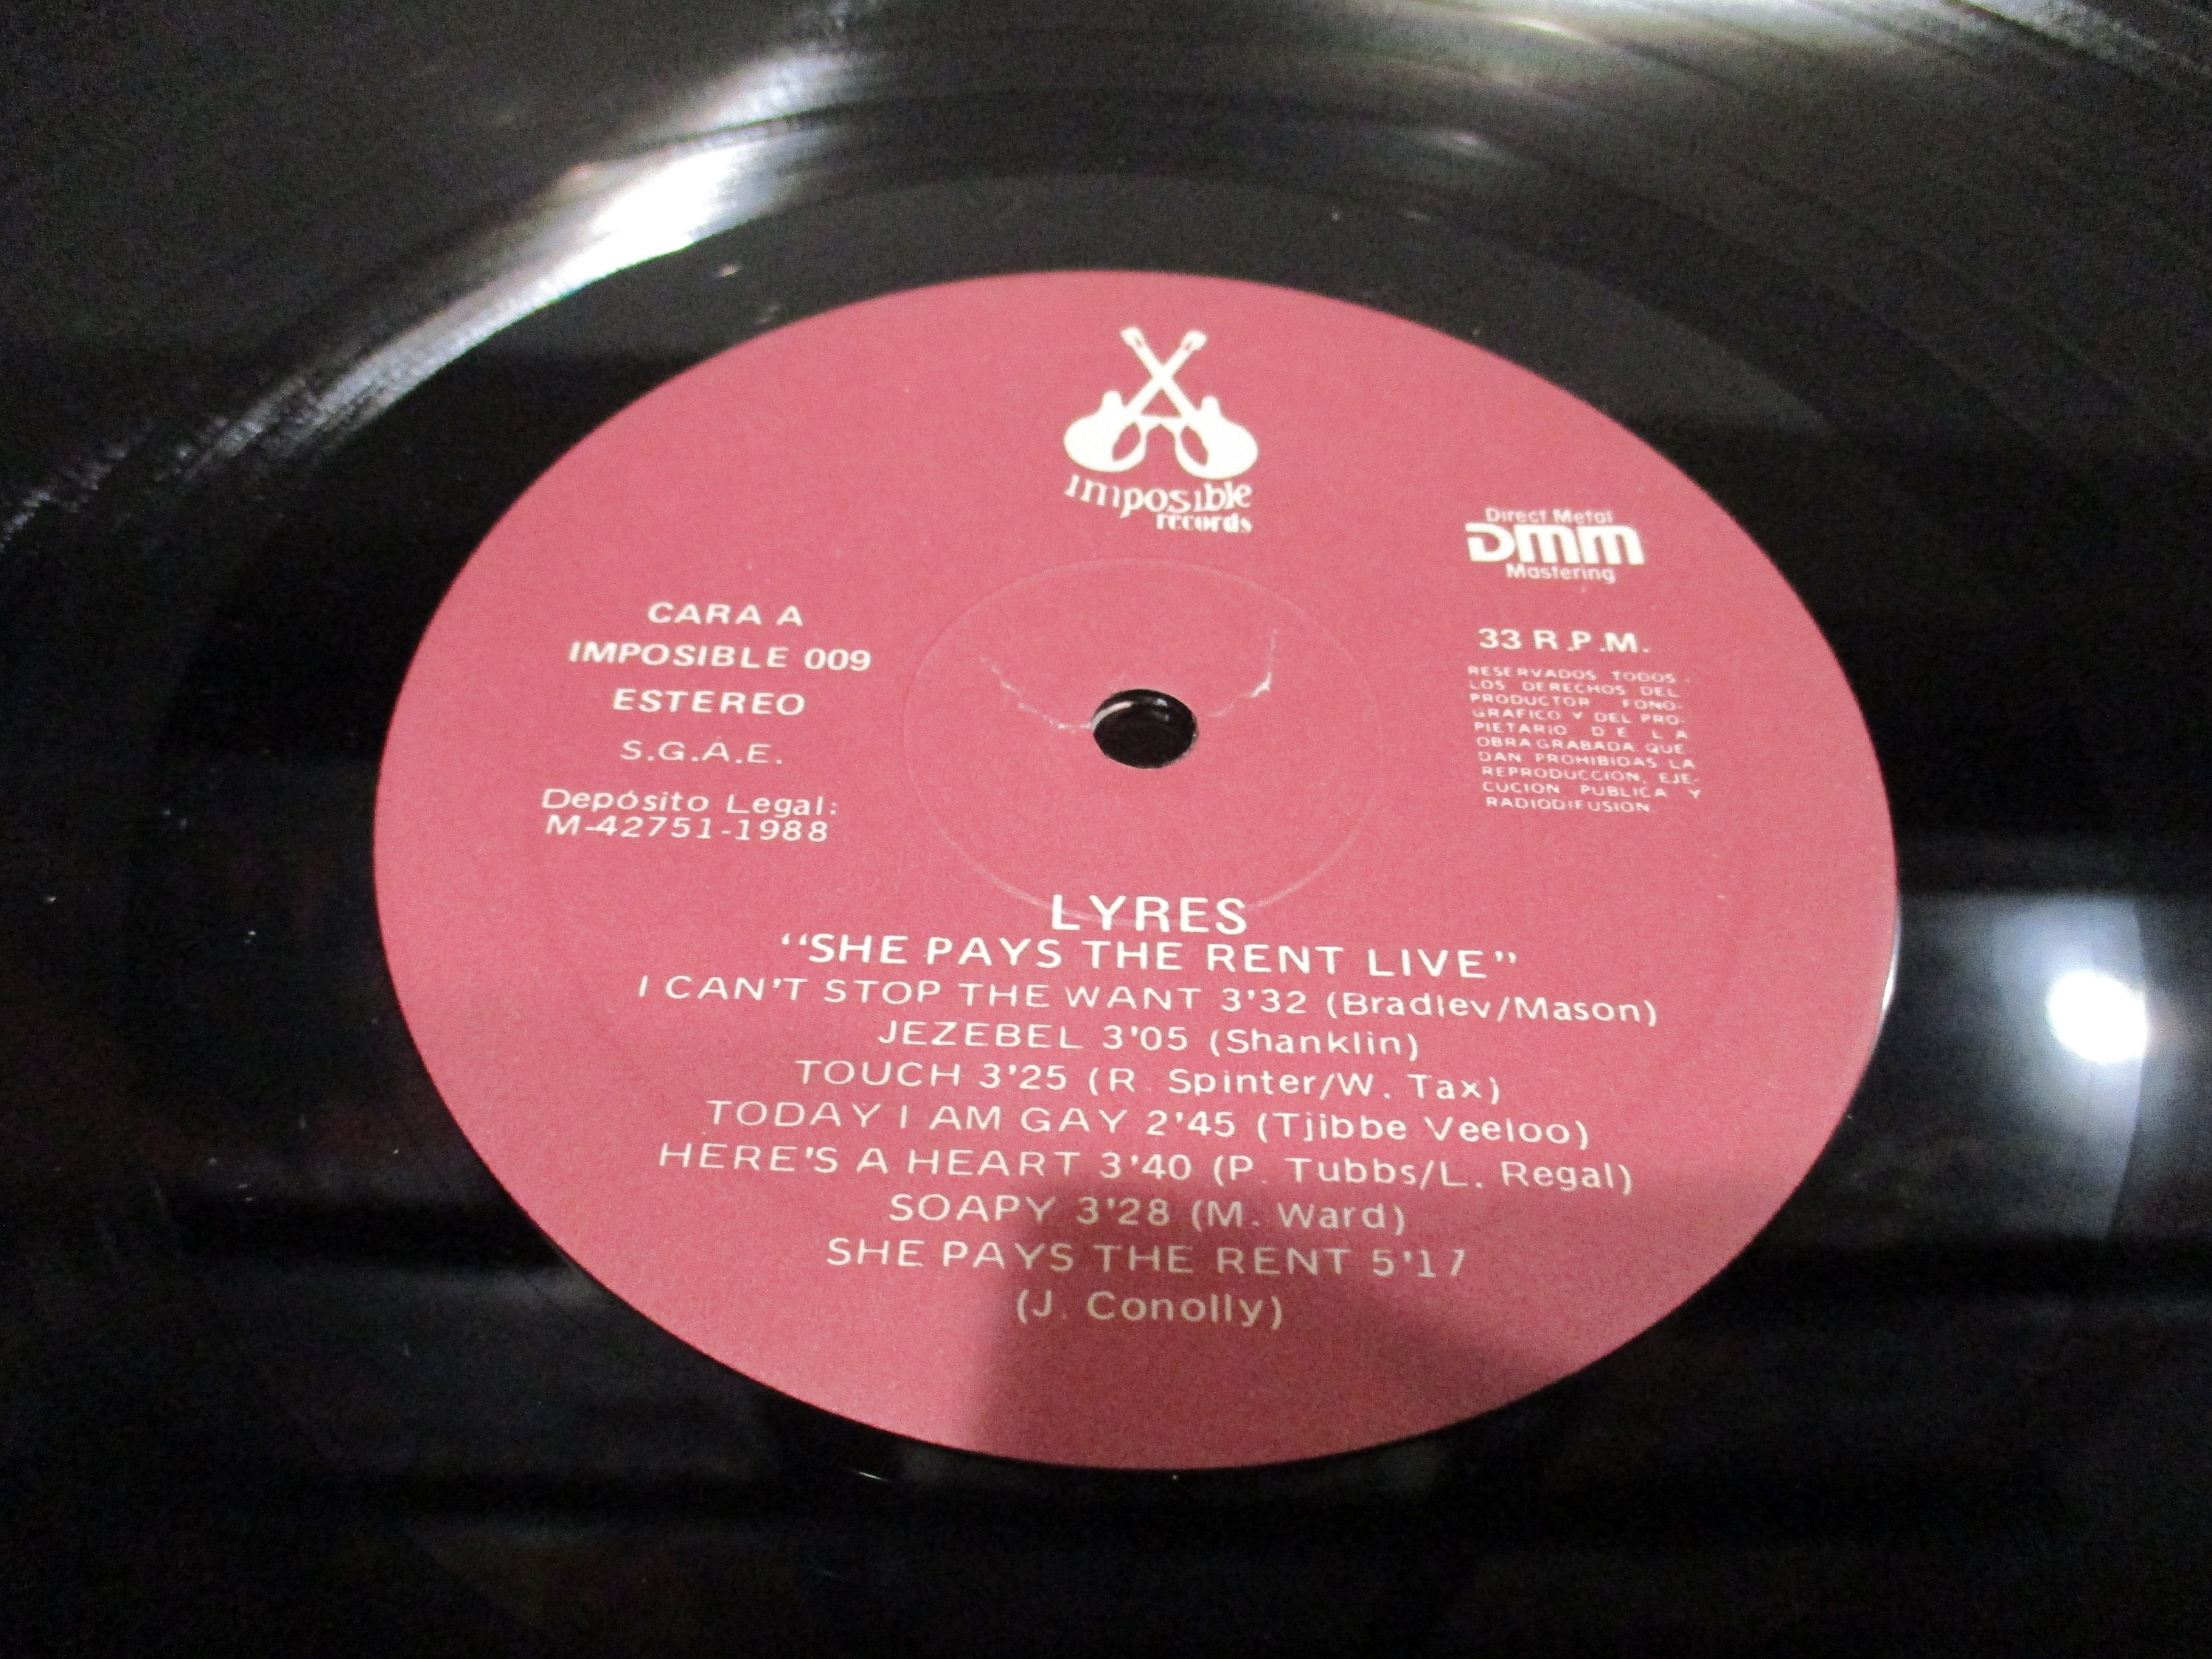 imposible
records
Direct Metal
DMM
Mastering
CARA A
IMPOSIBLE 009
ESTEREO
S.G.A.E.
Depósito Legal:
M-42751-1988
33 R.P.M.
RESERVADOS TODOS
LOS DERECHOS DEL
PRODUCTOR FONO-
GRAFICO Y DEL PRO-
PIETARIO DE LA
OBRA GRABADA QUE-
DAN PROHIBIDAS LA
REPRODUCCION, EJE-
CUCION PUBLICA Y
RADIODIFUSION.
LYRES
"SHE PAYS THE RENT LIVE"
I CAN'T STOP THE WANT 3'32 (Bradlev/Mason)
JEZEBEL 3'05 (Shanklin)
TOUCH 3'25 (R. Spinter/W. Tax)
TODAY I AM GAY 2'45 (Tjibbe Veeloo)
HERE'S A HEART 3'40 (P. Tubbs/L. Regal)
SOAPY 3'28 (M. Ward)
SHE PAYS THE RENT 5'17
(J. Conolly)